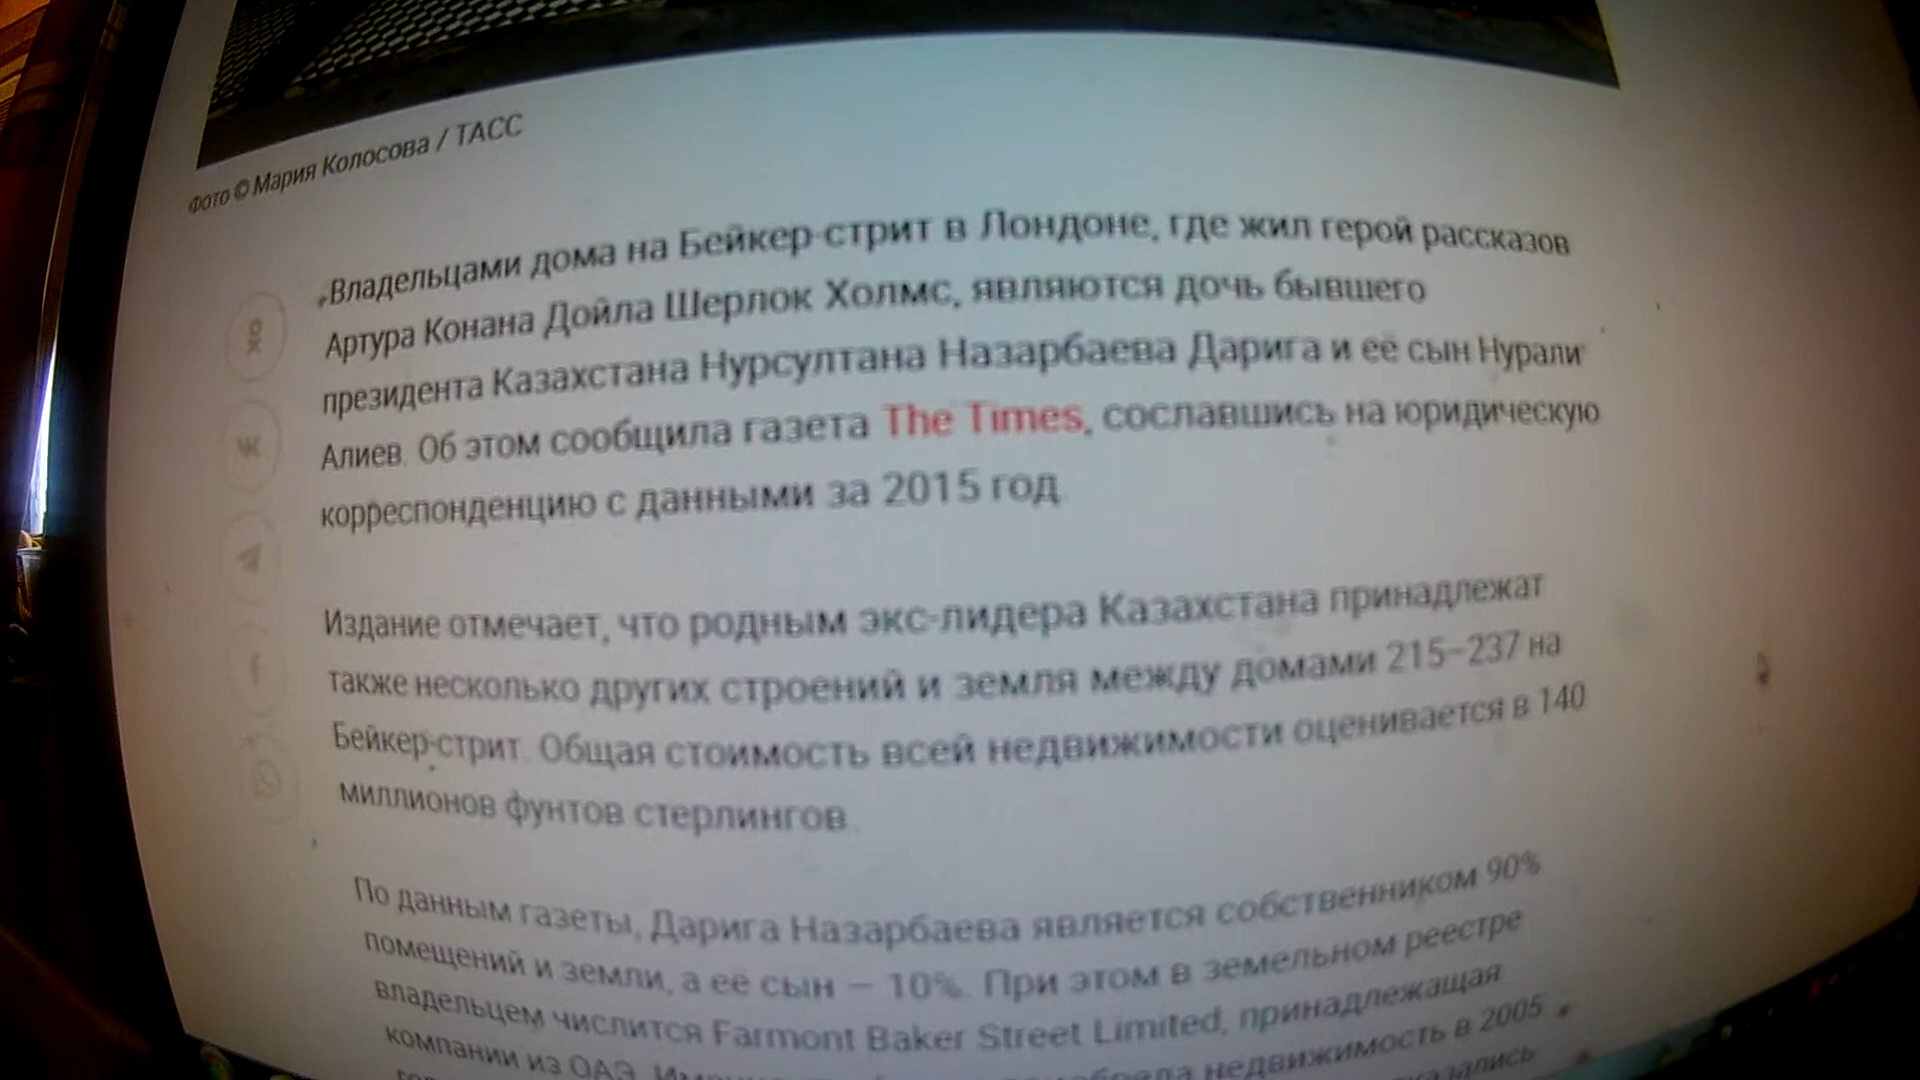 Фото © Мария Колосова / ТАСС
Владельцами дома на Бейкер-стрит в Лондоне, где жил герой рассказов
Артура Конана Дойла Шерлок Холмс, являются дочь бывшего
президента Казахстана Нурсултана Назарбаева Дарига и её сын Нурали
Алиев. Об этом сообщила газета The Times, сославшись на юридическую
корреспонденцию с данными за 2015 год.
Издание отмечает, что родным экс-лидера Казахстана принадлежат
также несколько других строений и земля между домами 215–237 на
Бейкер-стрит. Общая стоимость всей недвижимости оценивается в 140
миллионов фунтов стерлингов.
По данным газеты, Дарига Назарбаева является собственником 90%
помещений и земли, а её сын — 10%. При этом в земельном реестре
владельцем числится Farmont Baker Street Limited, принадлежащая
компании из ОАЭ. недвижимость в 2005